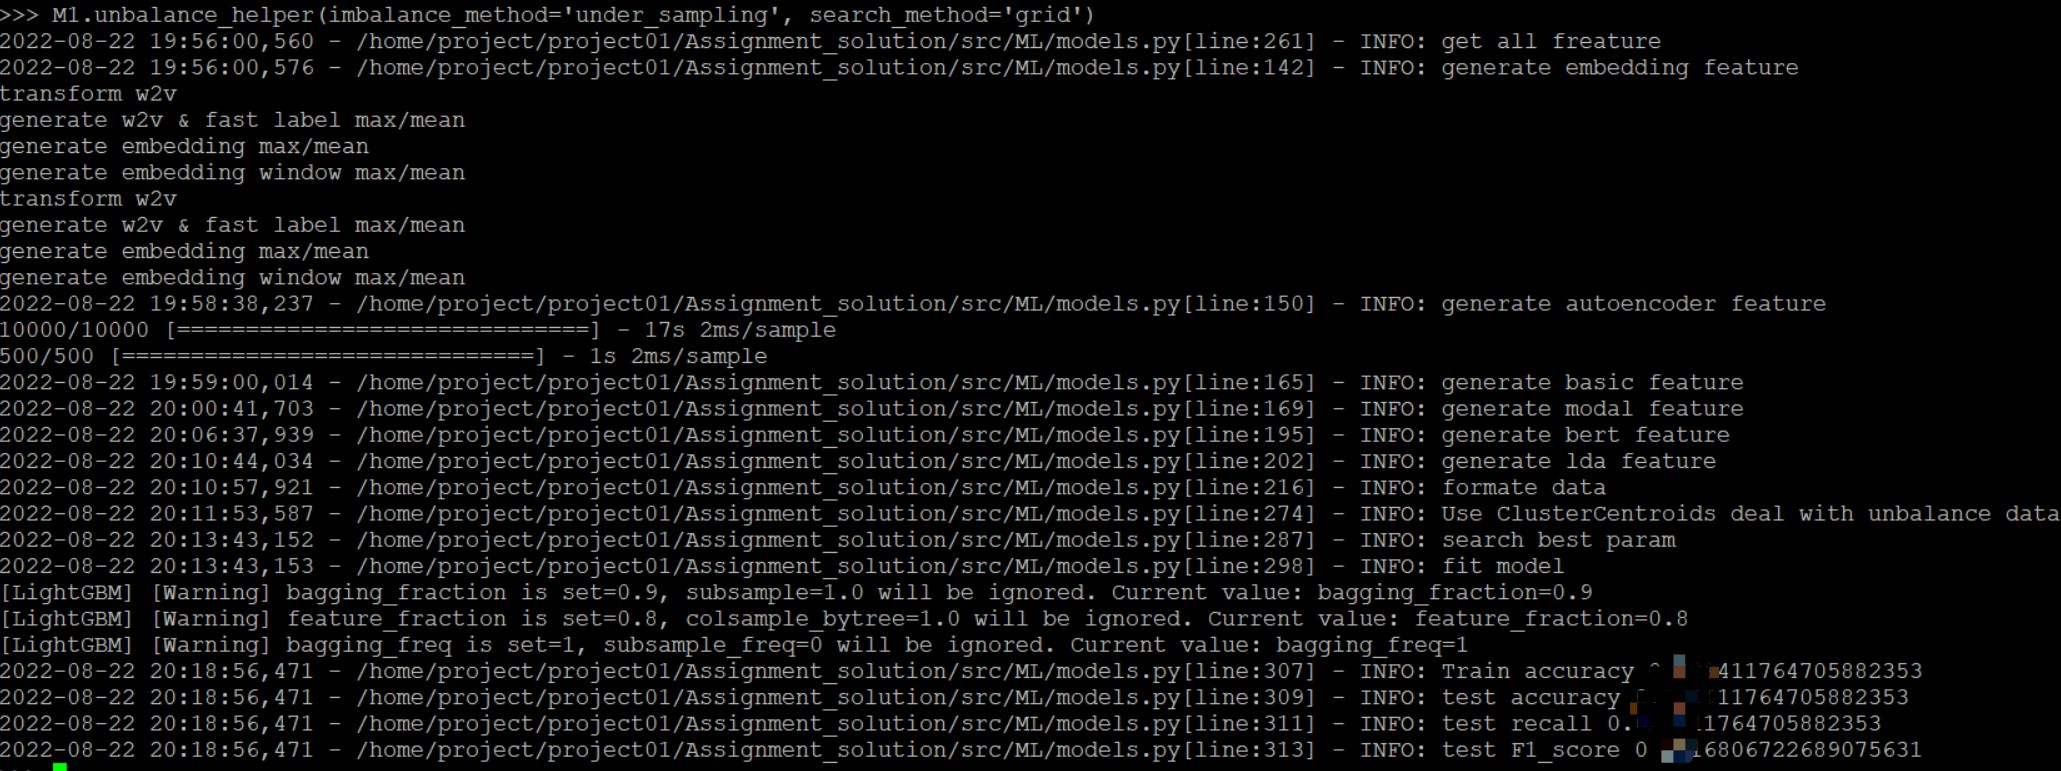 >>> M1.unbalance_helper(imbalance_method='under_sampling', search_method='grid')
2022-08-22 19:56:00,560 - /home/project/project01/Assignment_solution/src/ML/models.py[line:261] - INFO: get all freature
2022-08-22 19:56:00,576 - /home/project/project01/Assignment_solution/src/ML/models.py[line:142] - INFO: generate embedding feature
transform w2v
generate w2v & fast label max/mean
generate embedding max/mean
generate embedding window max/mean
transform w2v
generate w2v & fast label max/mean
generate embedding max/mean
generate embedding window max/mean
2022-08-22 19:58:38,237 - /home/project/project01/Assignment_solution/src/ML/models.py[line:150] - INFO: generate autoencoder feature
10000/10000 [==============================] - 17s 2ms/sample
500/500 [==============================] - 1s 2ms/sample
2022-08-22 19:59:00,014 - /home/project/project01/Assignment_solution/src/ML/models.py[line:165] - INFO: generate basic feature
2022-08-22 20:00:41,703 - /home/project/project01/Assignment_solution/src/ML/models.py[line:169] - INFO: generate modal feature
2022-08-22 20:06:37,939 - /home/project/project01/Assignment_solution/src/ML/models.py[line:195] - INFO: generate bert feature
2022-08-22 20:10:44,034 - /home/project/project01/Assignment_solution/src/ML/models.py[line:202] - INFO: generate lda feature
2022-08-22 20:10:57,921 - /home/project/project01/Assignment_solution/src/ML/models.py[line:216] - INFO: formate data
2022-08-22 20:11:53,587 - /home/project/project01/Assignment_solution/src/ML/models.py[line:274] - INFO: Use ClusterCentroids deal with unbalance data
2022-08-22 20:13:43,152 - /home/project/project01/Assignment_solution/src/ML/models.py[line:287] - INFO: search best param
2022-08-22 20:13:43,153 - /home/project/project01/Assignment_solution/src/ML/models.py[line:298] - INFO: fit model
[LightGBM] [Warning] bagging_fraction is set=0.9, subsample=1.0 will be ignored. Current value: bagging_fraction=0.9
[LightGBM] [Warning] feature_fraction is set=0.8, colsample_bytree=1.0 will be ignored. Current value: feature_fraction=0.8
[LightGBM] [Warning] bagging_freq is set=1, subsample_freq=0 will be ignored. Current value: bagging_freq=1
2022-08-22 20:18:56,471 - /home/project/project01/Assignment_solution/src/ML/models.py[line:307] - INFO: Train accuracy
2022-08-22 20:18:56,471 - /home/project/project01/Assignment_solution/src/ML/models.py[line:309] - INFO: test accuracy
2022-08-22 20:18:56,471 - /home/project/project01/Assignment_solution/src/ML/models.py[line:311] - INFO: test recall
2022-08-22 20:18:56,471 - /home/project/project01/Assignment_solution/src/ML/models.py[line:313] - INFO: test F1_score